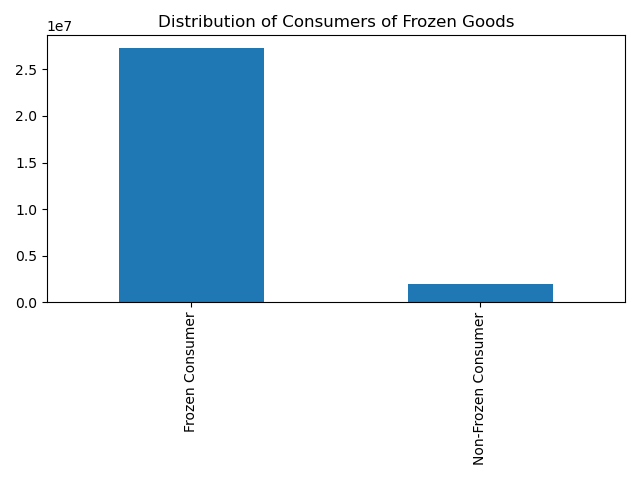 Distribution of Consumers of Frozen Goods
1e7
2.5
2.0
1.5
1.0
0.5
0.0
Frozen Consumer
Non-Frozen Consumer